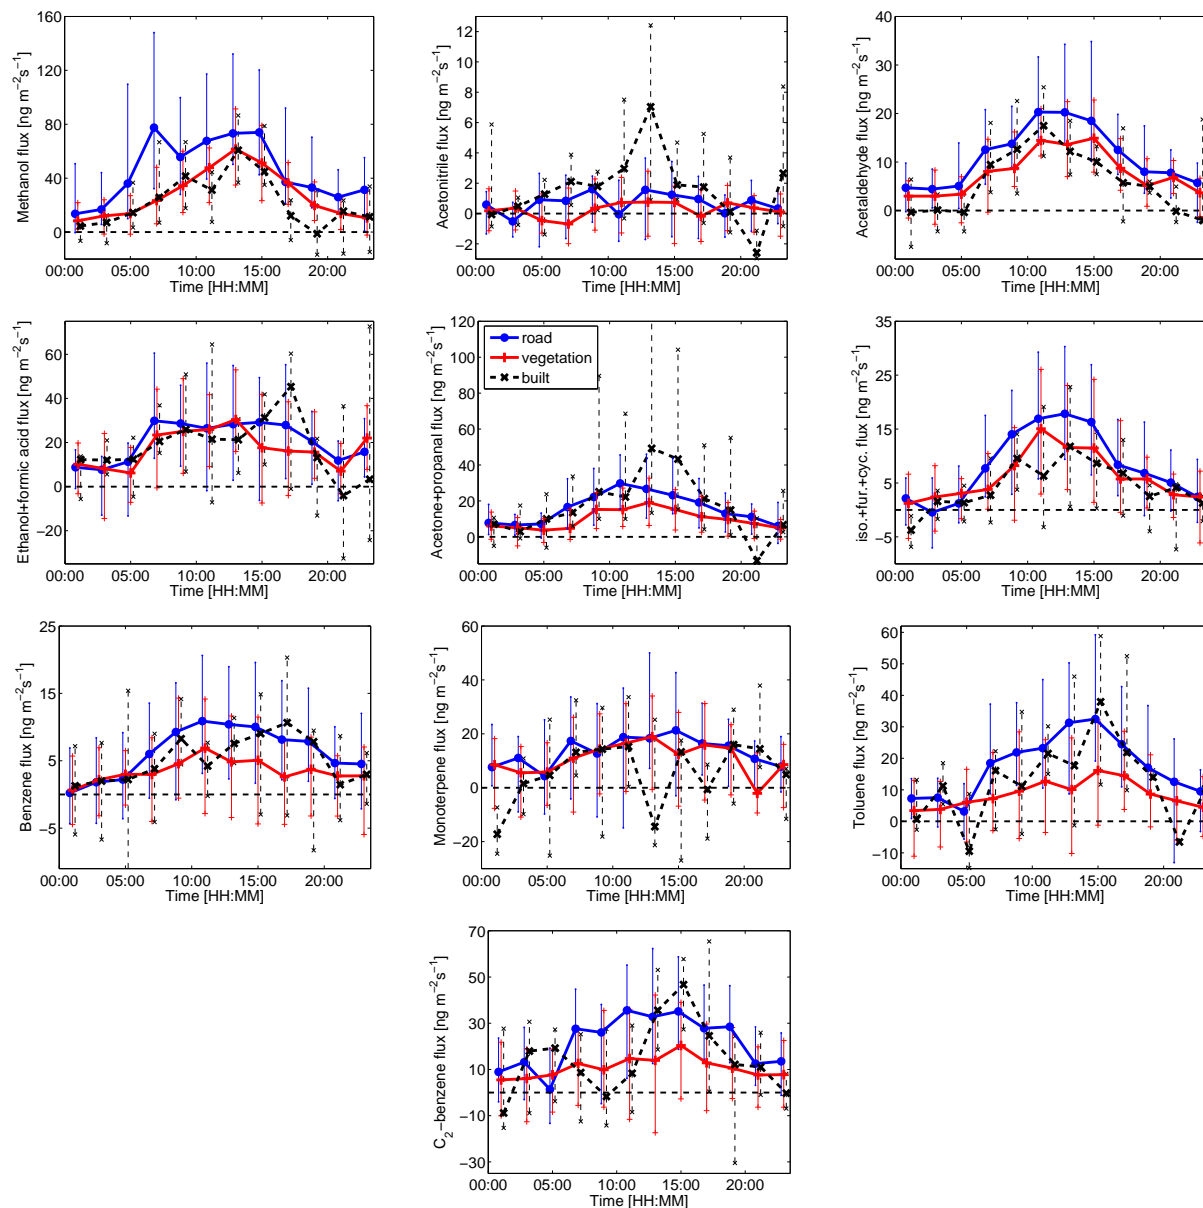 Methanol flux [ng m−2s−1]
160
120
80
40
0
00:00 05:00 10:00 15:00 20:00
Time [HH:MM]
Acetonitrile flux [ng m−2s−1]
12
10
8
6
4
2
0
−2
00:00 05:00 10:00 15:00 20:00
Time [HH:MM]
Acetaldehyde flux [ng m−2s−1]
40
30
20
10
0
−10
00:00 05:00 10:00 15:00 20:00
Time [HH:MM]
Ethanol+formic acid flux [ng m−2s−1]
60
40
20
0
−20
00:00 05:00 10:00 15:00 20:00
Time [HH:MM]
Acetone+propanal flux [ng m−2s−1]
120
100
80
60
40
20
0
road
vegetation
built
00:00 05:00 10:00 15:00 20:00
Time [HH:MM]
iso.+fur.+cyc. flux [ng m−2s−1]
35
25
15
5
−5
00:00 05:00 10:00 15:00 20:00
Time [HH:MM]
Benzene flux [ng m−2s−1]
25
15
5
−5
00:00 05:00 10:00 15:00 20:00
Time [HH:MM]
Monoterpene flux [ng m−2s−1]
60
40
20
0
−20
00:00 05:00 10:00 15:00 20:00
Time [HH:MM]
Toluene flux [ng m−2s−1]
60
50
40
30
20
10
0
−10
00:00 05:00 10:00 15:00 20:00
Time [HH:MM]
C2−benzene flux [ng m−2s−1]
70
50
30
10
−10
−30
00:00 05:00 10:00 15:00 20:00
Time [HH:MM]